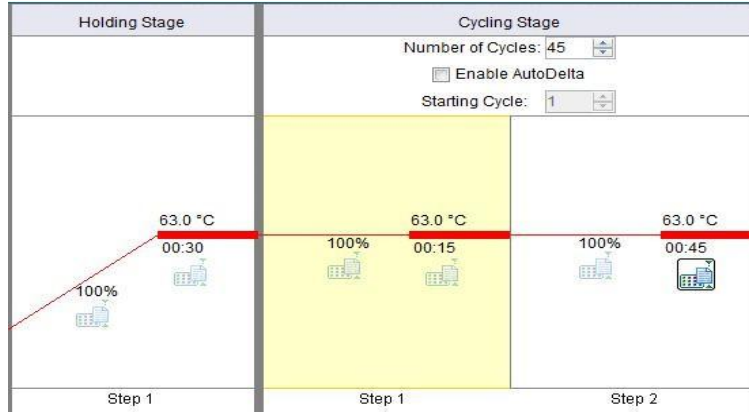 Holding Stage
Cycling Stage
Number of Cycles: 45
Enable AutoDelta
Starting Cycle: 1
63.0 °C
00:30
100%
Step 1
63.0 °C
100%
00:15
Step 1
63.0 °C
100%
00:45
Step 2